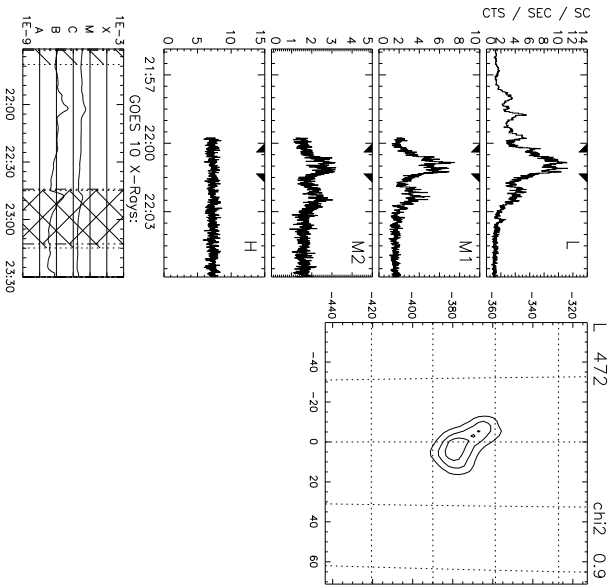 CTS / SEC / SC
0 2 4 6 8 10 12 14
L
0 2 4 6 8 10
M1
0 1 2 3 4 5
M2
0 5 10 15
H
21:57 22:00 22:03
GOES 10 X-Rays:
1E-9 1E-3
A B C M X
22:00 22:30 23:00 23:30
L 472 chi2 0.9
-440 -420 -400 -380 -360 -340 -320
-40 -20 0 20 40 60